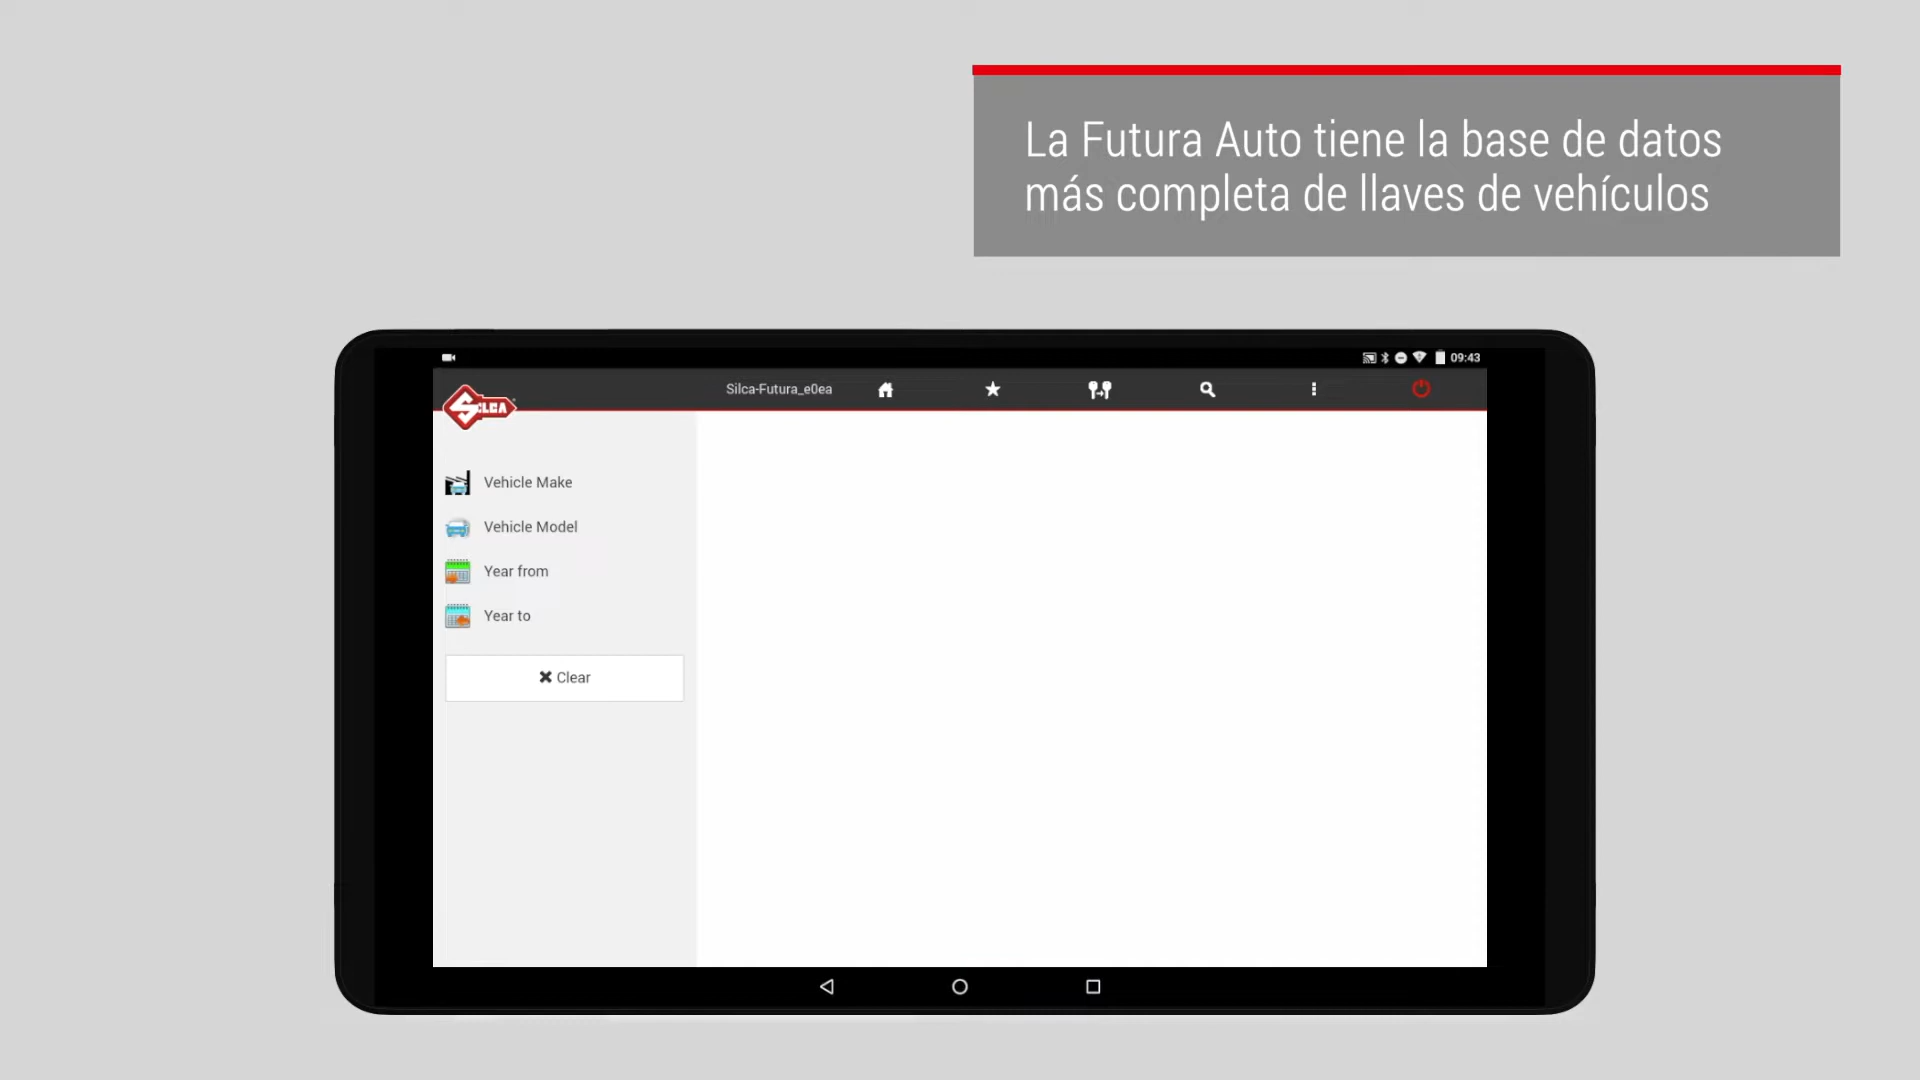 La Futura Auto tiene la base de datos
más completa de llaves de vehículos
09:43
SILCA
Silca-Futura_e0ea
Vehicle Make
Vehicle Model
Year from
Year to
Clear